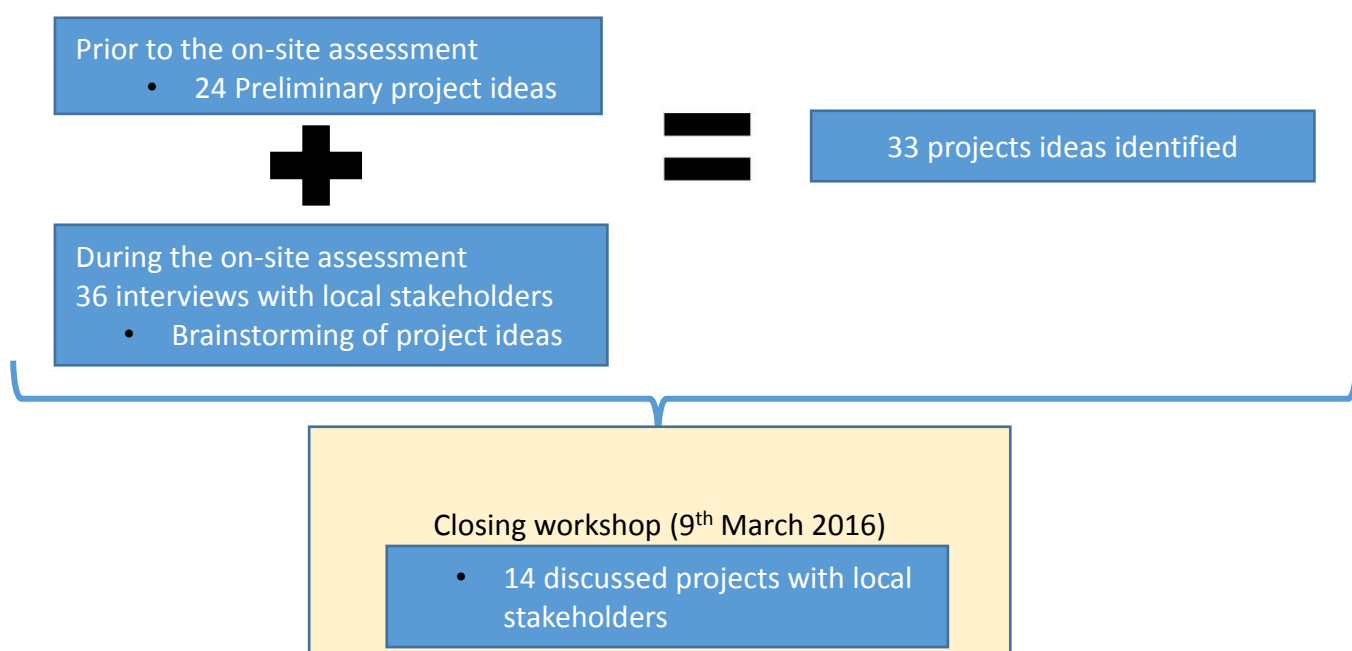 Prior to the on-site assessment
• 24 Preliminary project ideas
33 projects ideas identified
During the on-site assessment
36 interviews with local stakeholders
• Brainstorming of project ideas
Closing workshop (9th March 2016)
• 14 discussed projects with local
stakeholders